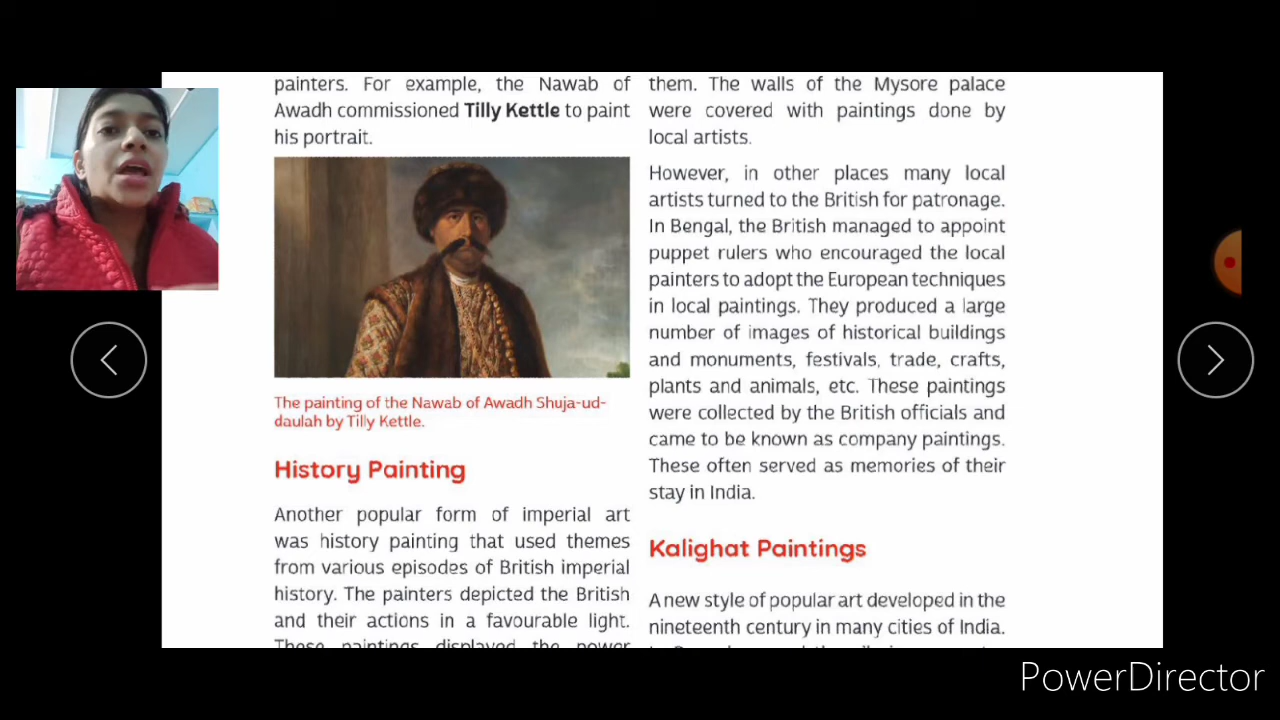 painters. For example, the Nawab of
Awadh commissioned Tilly Kettle to paint
his portrait.
The painting of the Nawab of Awadh Shuja-ud-
daulah by Tilly Kettle.
History Painting
Another popular form of imperial art
was history painting that used themes
from various episodes of British imperial
history. The painters depicted the British
and their actions in a favourable light.
These paintings displayed the power
them. The walls of the Mysore palace
were covered with paintings done by
local artists.
However, in other places many local
artists turned to the British for patronage.
In Bengal, the British managed to appoint
puppet rulers who encouraged the local
painters to adopt the European techniques
in local paintings. They produced a large
number of images of historical buildings
and monuments, festivals, trade, crafts,
plants and animals, etc. These paintings
were collected by the British officials and
came to be known as company paintings.
These often served as memories of their
stay in India.
Kalighat Paintings
A new style of popular art developed in the
nineteenth century in many cities of India.
PowerDirector